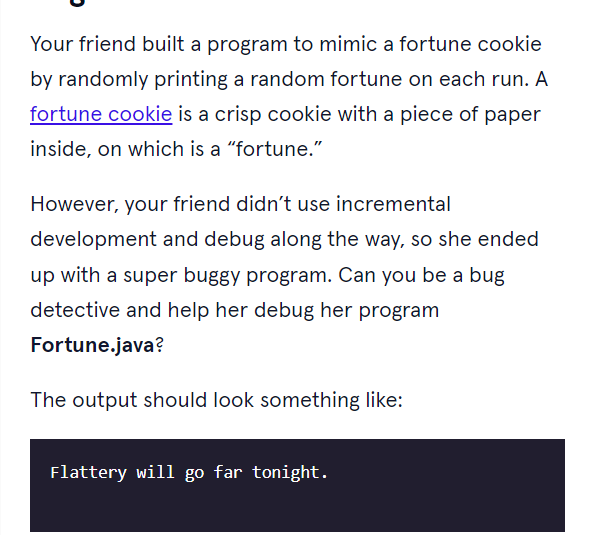 Your friend built a program to mimic a fortune cookie
by randomly printing a random fortune on each run. A
fortune cookie is a crisp cookie with a piece of paper
inside, on which is a “fortune.”
However, your friend didn’t use incremental
development and debug along the way, so she ended
up with a super buggy program. Can you be a bug
detective and help her debug her program
Fortune.java?
The output should look something like:
Flattery will go far tonight.